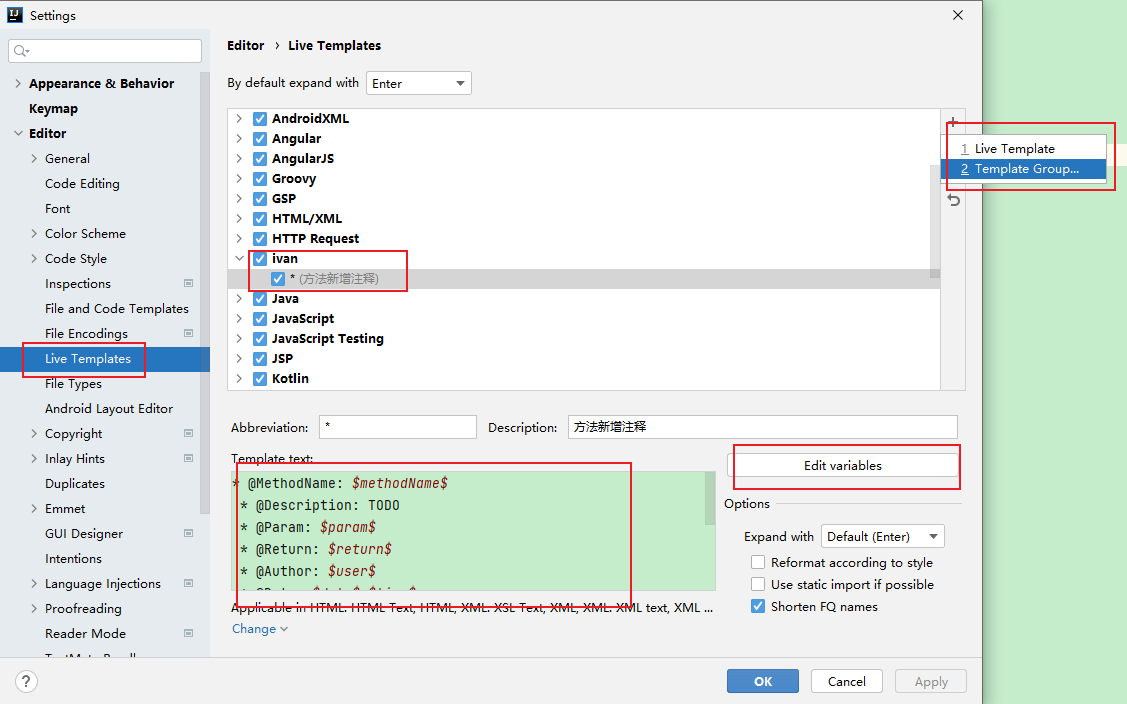 Settings
Appearance & Behavior
Keymap
Editor
General
Code Editing
Font
Color Scheme
Code Style
Inspections
File and Code Templates
File Encodings
Live Templates
File Types
Android Layout Editor
Copyright
Inlay Hints
Duplicates
Emmet
GUI Designer
Intentions
Language Injections
Proofreading
Reader Mode
Editor › Live Templates
By default expand with Enter
AndroidXML
Angular
AngularJS
Groovy
GSP
HTML/XML
HTTP Request
ivan
* (方法新增注释)
Java
JavaScript
JavaScript Testing
JSP
Kotlin
1 Live Template
2 Template Group...
Abbreviation: *
Description: 方法新增注释
Template text:
* @MethodName: $methodName$
* @Description: TODO
* @Param: $param$
* @Return: $return$
* @Author: $user$
Applicable in HTML: HTML Text, HTML, XML: XSL Text, XML, XML: XML text, XML ...
Change
Edit variables
Options
Expand with Default (Enter)
Reformat according to style
Use static import if possible
Shorten FQ names
?
OK
Cancel
Apply